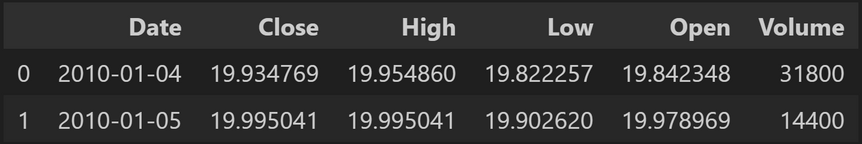 Date Close High Low Open Volume
0 2010-01-04 19.934769 19.954860 19.822257 19.842348 31800
1 2010-01-05 19.995041 19.995041 19.902620 19.978969 14400